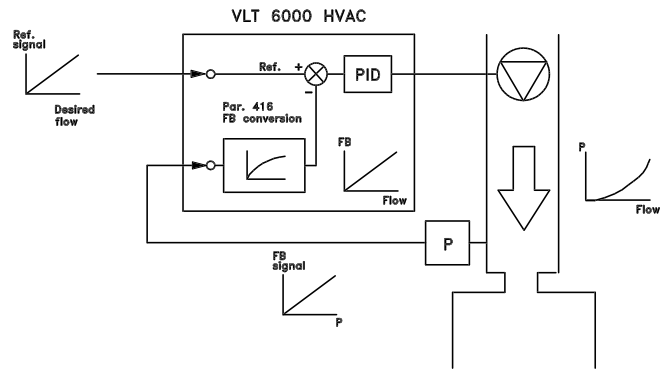 VLT 6000 HVAC
Ref.
signal
Desired
flow
Ref.
+
−
PID
Par. 416
FB conversion
FB
Flow
P
Flow
P
FB
signal
P